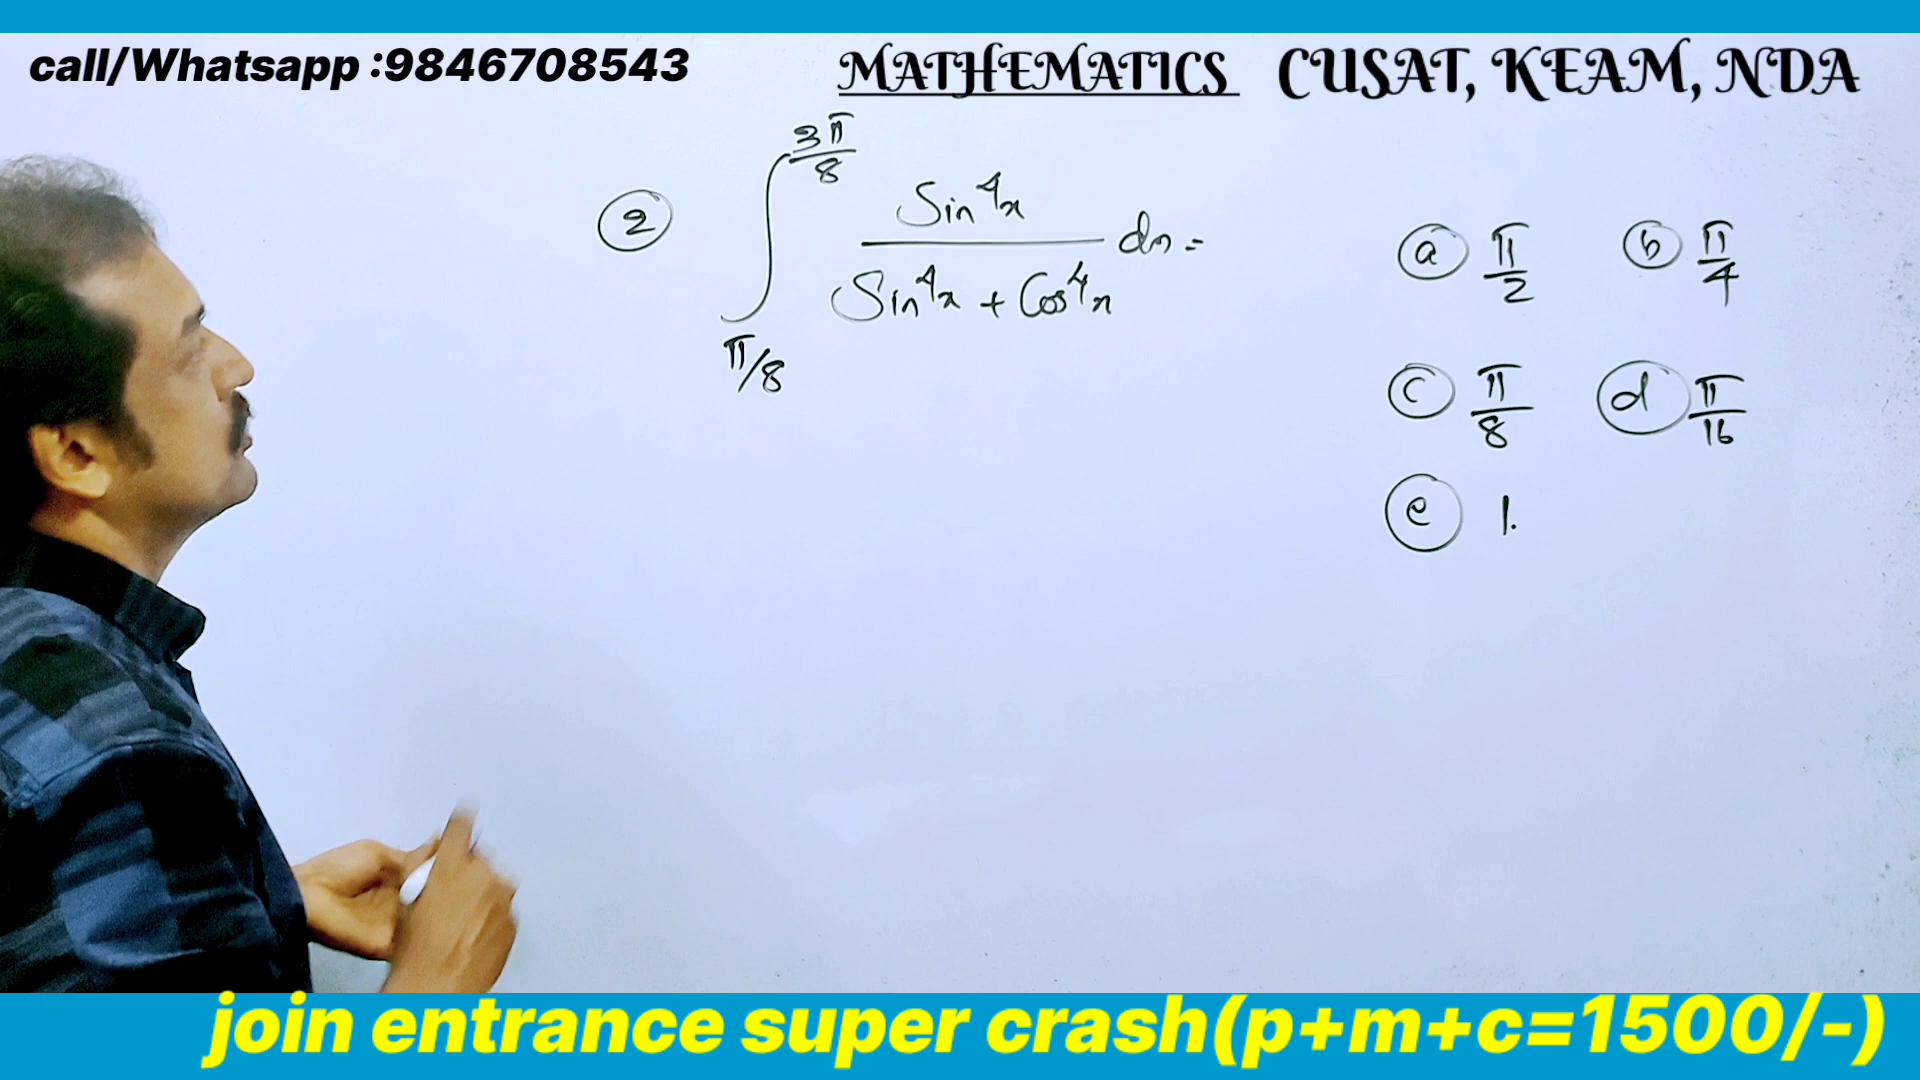 call/Whatsapp :9846708543
MATHEMATICS CUSAT, KEAM, NDA
② ∫_{π/8}^{3π/8} Sin⁴x / (Sin⁴x + Cos⁴x) dx =
ⓐ π/2 ⓑ π/4
ⓒ π/8 ⓓ π/16
ⓔ 1.
join entrance super crash(p+m+c=1500/-)